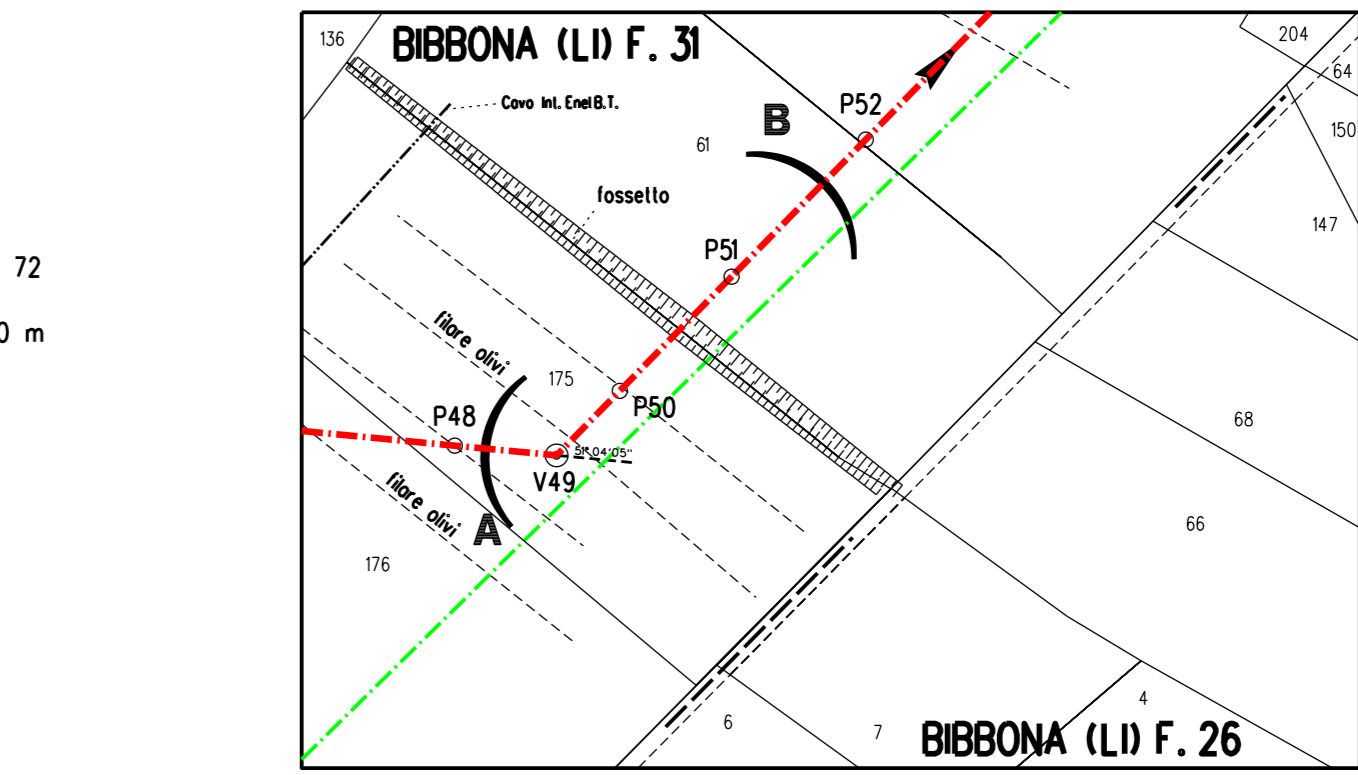 136
BIBBONA (LI) F. 31
204
64
Cavo Int. Enel B.T.
P52
B
150
61
fossetto
147
P51
72
0 m
filare olivi
175
P48
P50
68
51° 04'05"
V49
filare olivi
A
66
176
4
6
7
BIBBONA (LI) F. 26